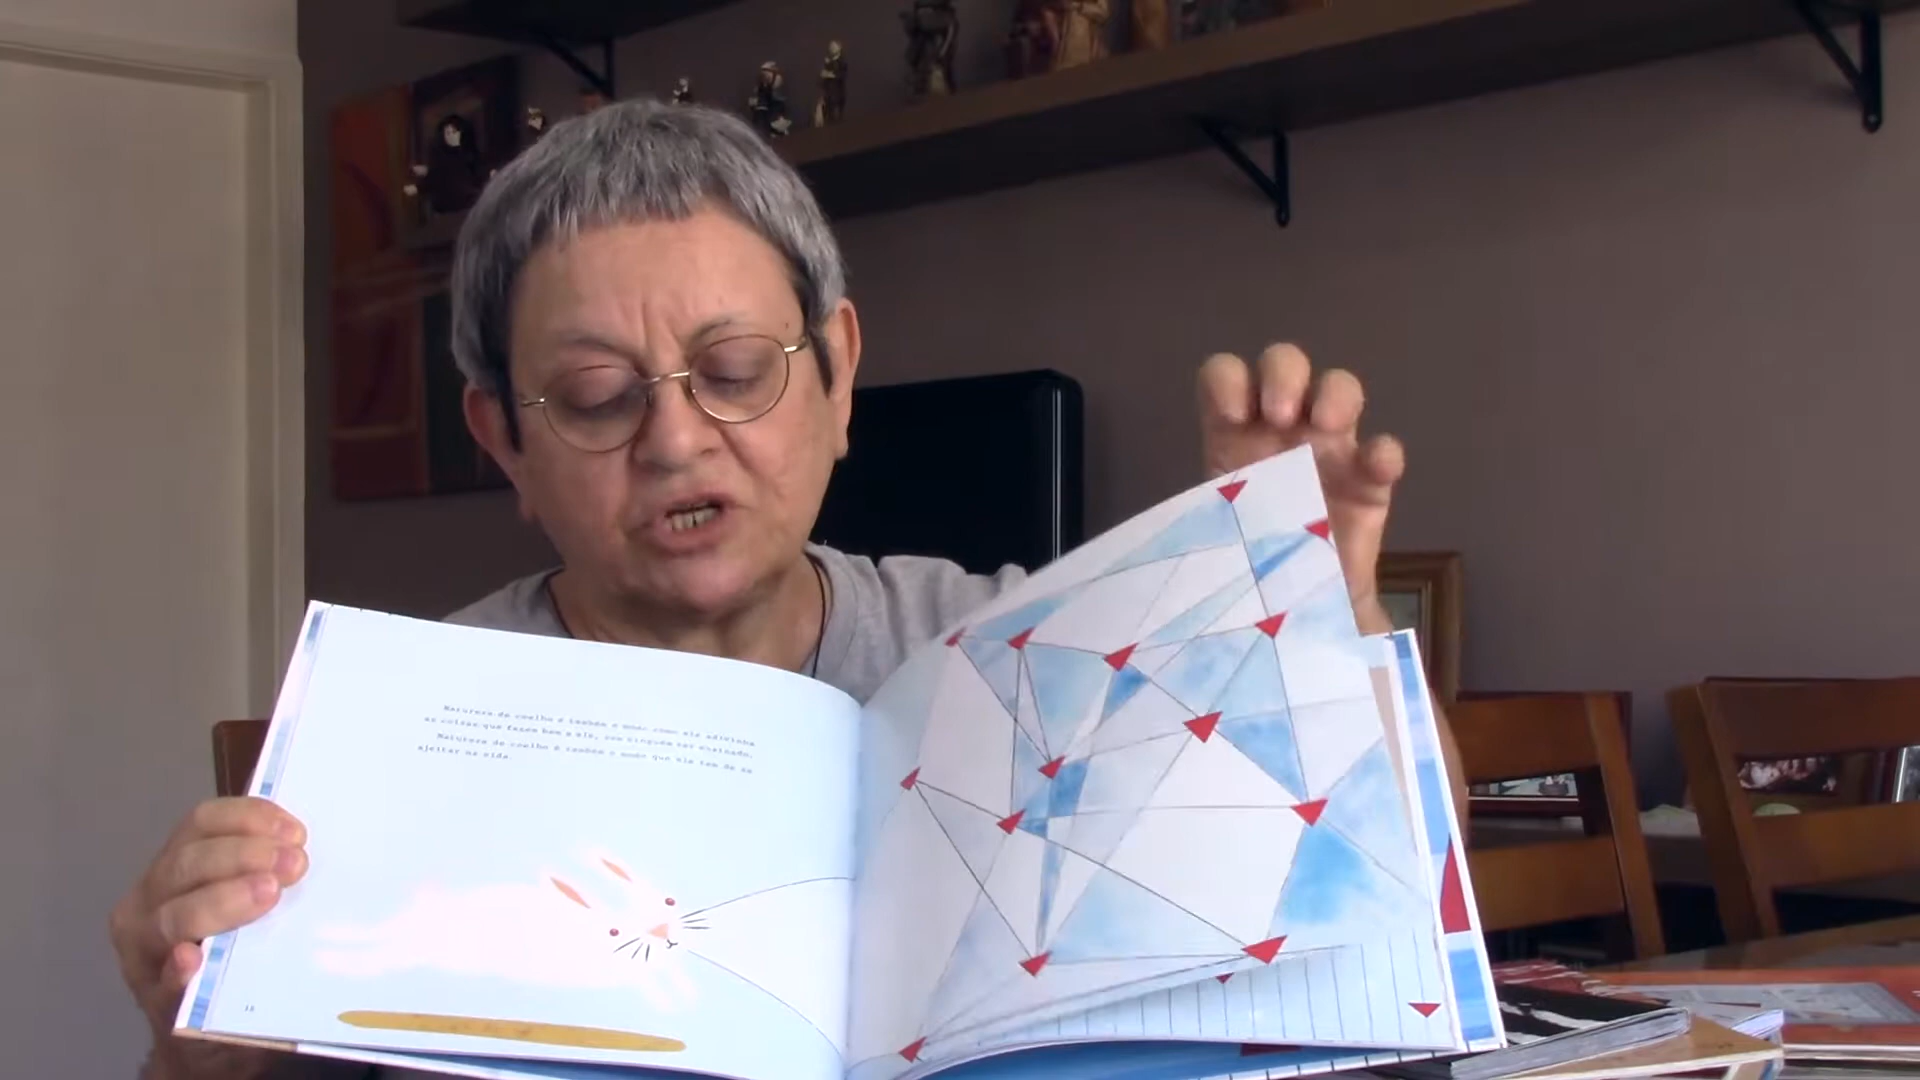 Natureza de coelho é também o modo como ele adivinha
as coisas que fazem bem a ele, sem ninguém ter ensinado.
Natureza de coelho é também o modo que ele tem de se
ajeitar na vida.